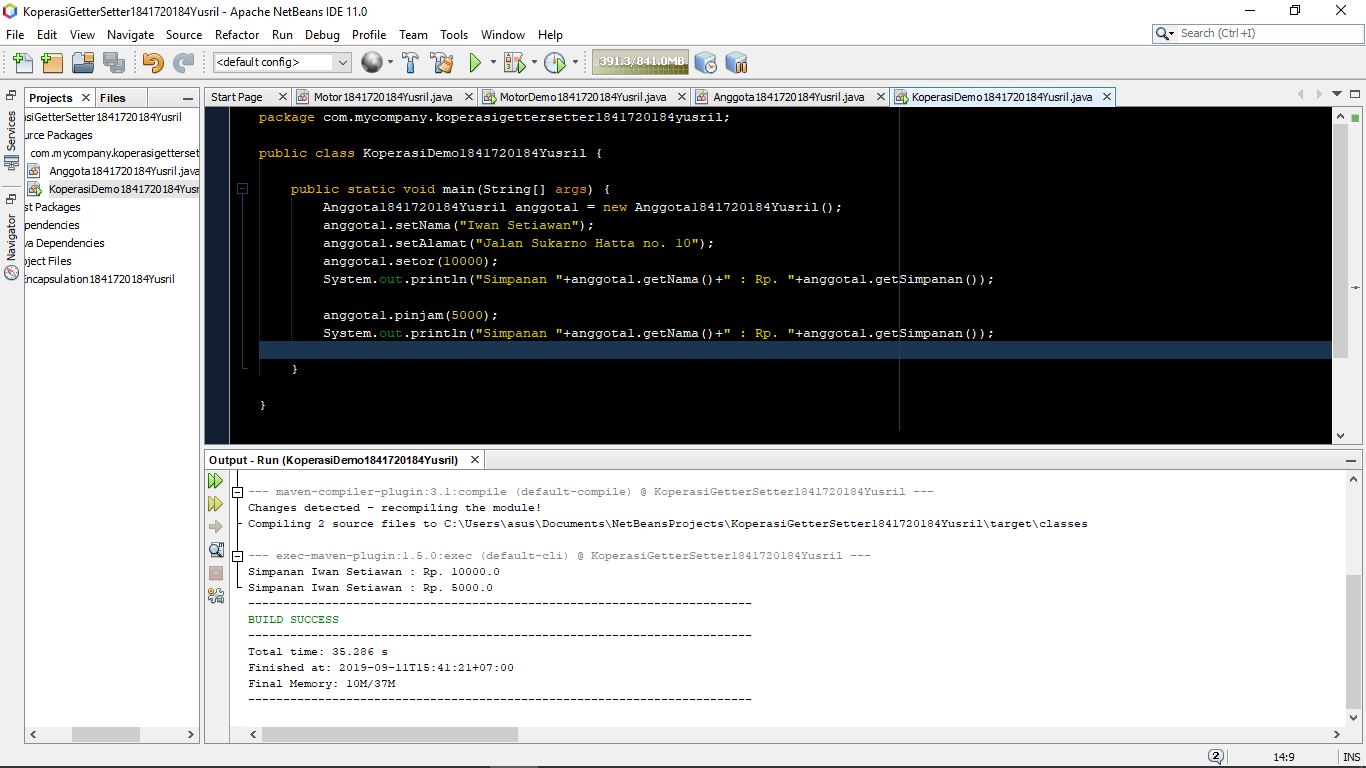 KoperasiGetterSetter1841720184Yusril - Apache NetBeans IDE 11.0
File Edit View Navigate Source Refactor Run Debug Profile Team Tools Window Help
Search (Ctrl+I)
<default config>
391.3/841.0MB
Projects Files
Start Page Motor1841720184Yusril.java MotorDemo1841720184Yusril.java Anggota1841720184Yusril.java KoperasiDemo1841720184Yusril.java
Services
Navigator
asiGetterSetter1841720184Yusril
urce Packages
com.mycompany.koperasigetterset
Anggota1841720184Yusril.java
KoperasiDemo1841720184Yusr
st Packages
pendencies
va Dependencies
oject Files
Encapsulation1841720184Yusril
package com.mycompany.koperasigettersetter1841720184yusril;
public class KoperasiDemo1841720184Yusril {
public static void main(String[] args) {
Anggota1841720184Yusril anggota1 = new Anggota1841720184Yusril();
anggota1.setNama("Iwan Setiawan");
anggota1.setAlamat("Jalan Sukarno Hatta no. 10");
anggota1.setor(10000);
System.out.println("Simpanan "+anggota1.getNama()+" : Rp. "+anggota1.getSimpanan());
anggota1.pinjam(5000);
System.out.println("Simpanan "+anggota1.getNama()+" : Rp. "+anggota1.getSimpanan());
}
}
Output - Run (KoperasiDemo1841720184Yusril)
--- maven-compiler-plugin:3.1:compile (default-compile) @ KoperasiGetterSetter1841720184Yusril ---
Changes detected - recompiling the module!
Compiling 2 source files to C:\Users\asus\Documents\NetBeansProjects\KoperasiGetterSetter1841720184Yusril\target\classes
--- exec-maven-plugin:1.5.0:exec (default-cli) @ KoperasiGetterSetter1841720184Yusril ---
Simpanan Iwan Setiawan : Rp. 10000.0
Simpanan Iwan Setiawan : Rp. 5000.0
------------------------------------------------------------------------
BUILD SUCCESS
------------------------------------------------------------------------
Total time: 35.286 s
Finished at: 2019-09-11T15:41:21+07:00
Final Memory: 10M/37M
------------------------------------------------------------------------
2 14:9 INS